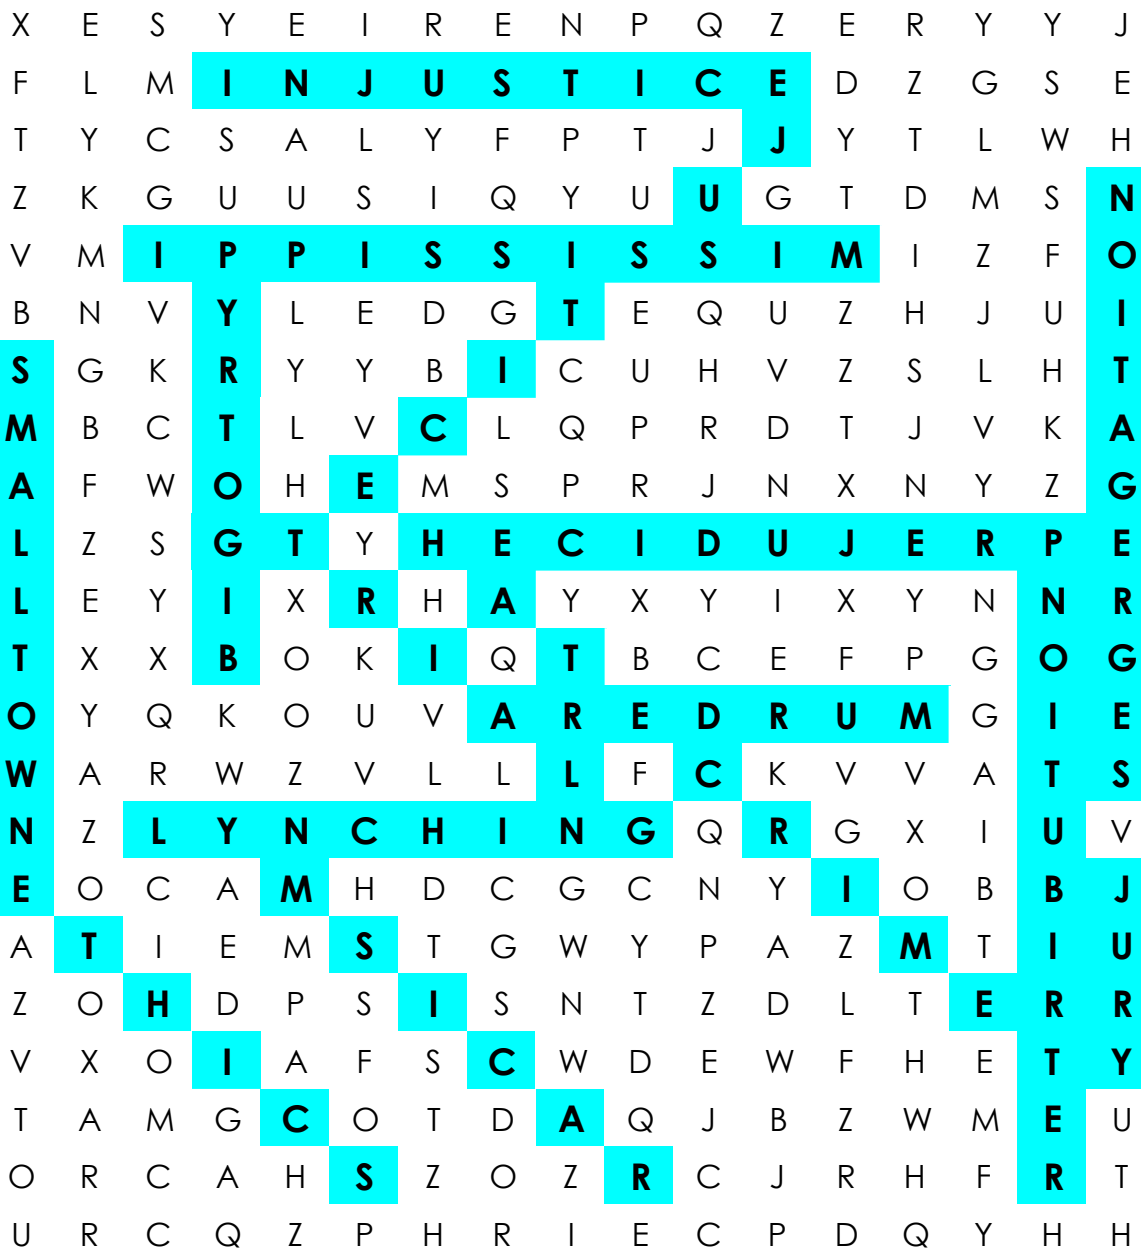 X E S Y E I R E N P Q Z E R Y Y J
F L M I N J U S T I C E D Z G S E
T Y C S A L Y F P T J J Y T L W H
Z K G U U S I Q Y U U G T D M S N
V M I P P I S S I S S I M I Z F O
B N V Y L E D G T E Q U Z H J U I
S G K R Y Y B I C U H V Z S L H T
M B C T L V C L Q P R D T J V K A
A F W O H E M S P R J N X N Y Z G
L Z S G T Y H E C I D U J E R P E
L E Y I X R H A Y X Y I X Y N N R
T X X B O K I Q T B C E F P G O G
O Y Q K O U V A R E D R U M G I E
W A R W Z V L L L F C K V V A T S
N Z L Y N C H I N G Q R G X I U V
E O C A M H D C G C N Y I O B B J
A T I E M S T G W Y P A Z M T I U
Z O H D P S I S N T Z D L T E R R
V X O I A F S C W D E W F H E T Y
T A M G C O T D A Q J B Z W M E U
O R C A H S Z O Z R C J R H F R T
U R C Q Z P H R I E C P D Q Y H H